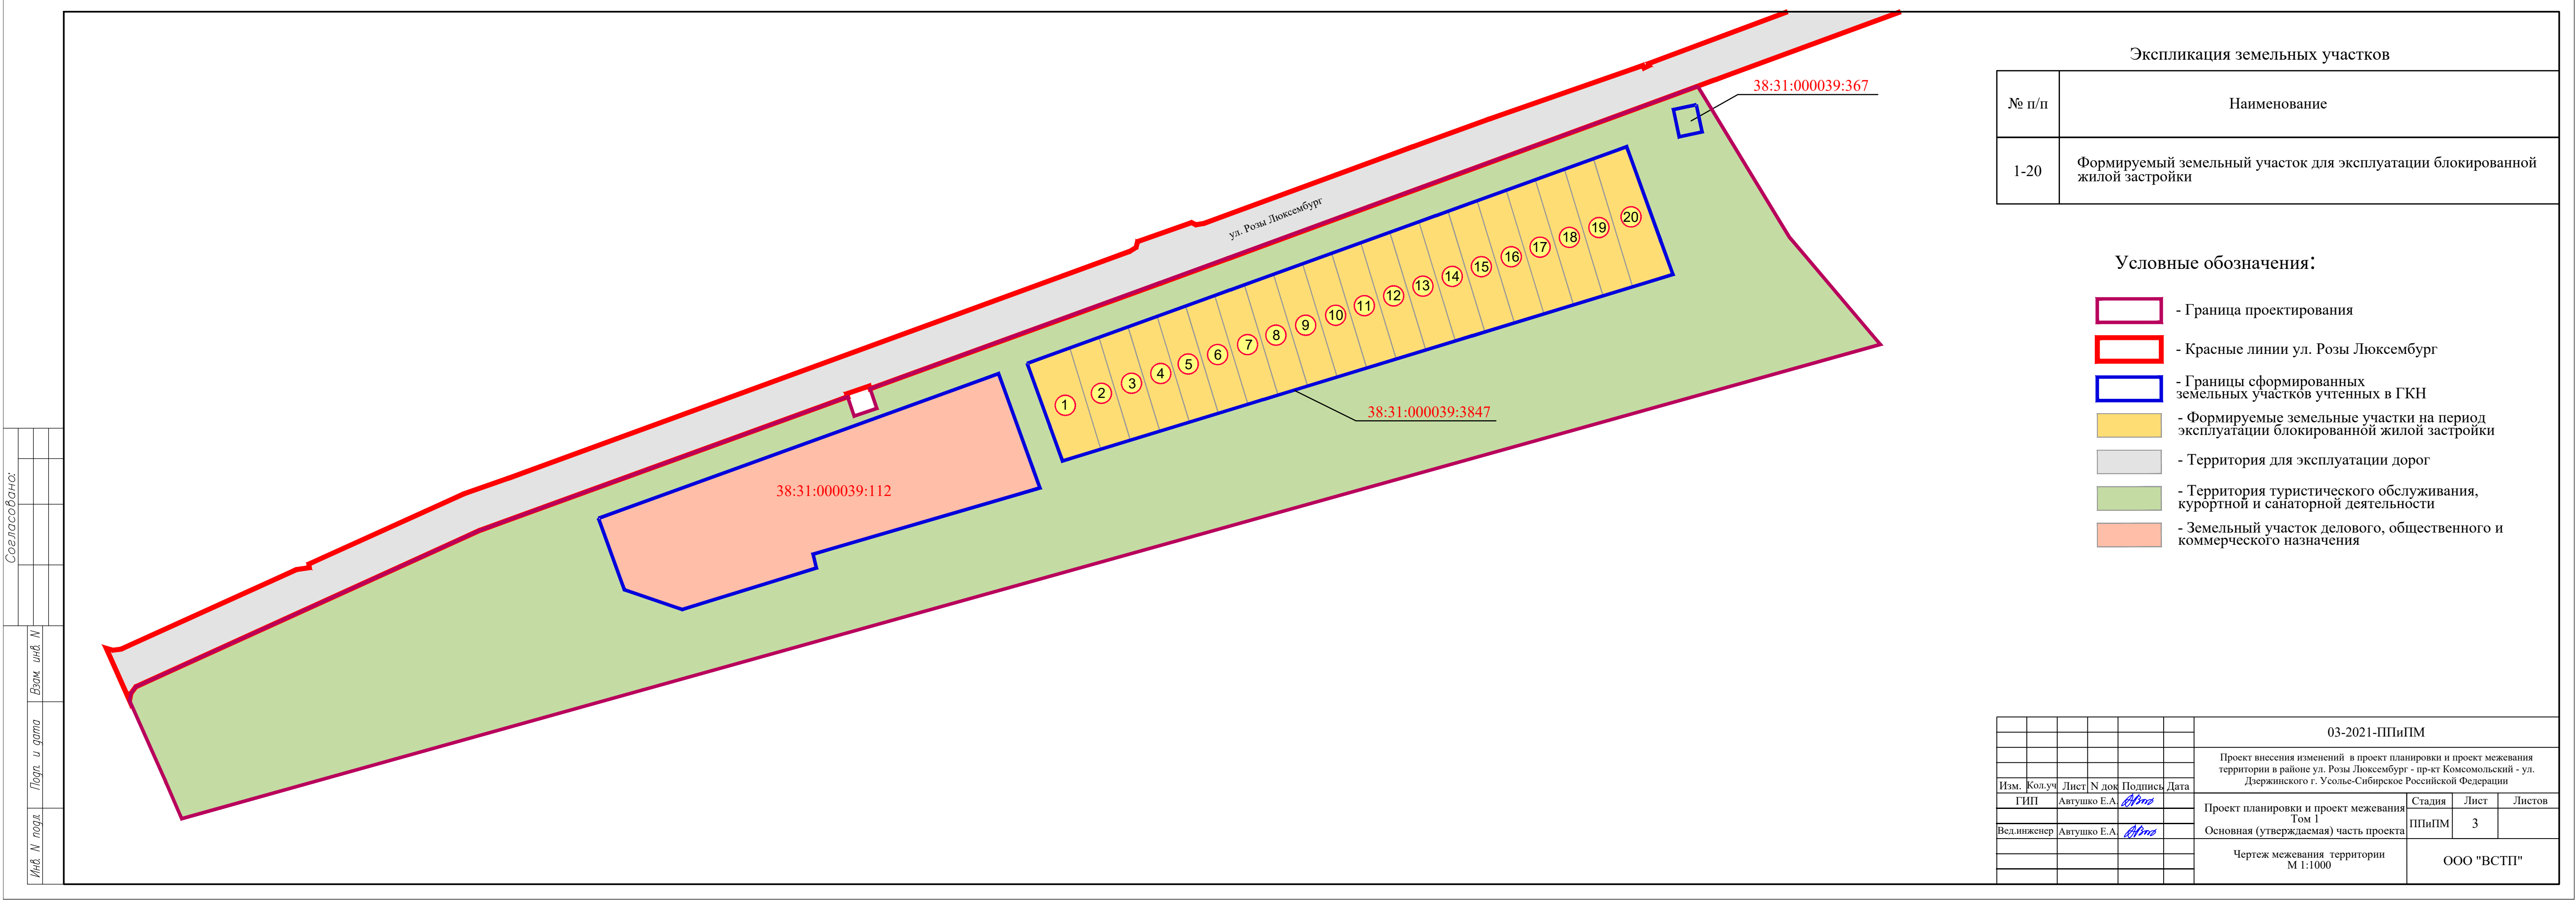 38:31:000039:367
ул. Розы Люксембург
1
2
3
4
5
6
7
8
9
10
11
12
13
14
15
16
17
18
19
20
38:31:000039:3847
38:31:000039:112
Экспликация земельных участков
№ п/п
Наименование
1-20
Формируемый земельный участок для эксплуатации блокированной
жилой застройки
Условные обозначения:
- Граница проектирования
- Красные линии ул. Розы Люксембург
- Границы сформированных
земельных участков учтенных в ГКН
- Формируемые земельные участки на период
эксплуатации блокированной жилой застройки
- Территория для эксплуатации дорог
- Территория туристического обслуживания,
курортной и санаторной деятельности
- Земельный участок делового, общественного и
коммерческого назначения
Согласовано:
Взам. инв. N
Подп. и дата
Инв. N подл.
03-2021-ППиПМ
Проект внесения изменений в проект планировки и проект межевания
территории в районе ул. Розы Люксембург - пр-кт Комсомольский - ул.
Дзержинского г. Усолье-Сибирское Российской Федерации
Изм. Кол.уч Лист N док Подпись Дата
ГИП Автушко Е.А.
Вед.инженер Автушко Е.А.
Проект планировки и проект межевания
Том 1
Основная (утверждаемая) часть проекта
Стадия Лист Листов
ППиПМ 3
Чертеж межевания территории
М 1:1000
ООО "ВСТП"